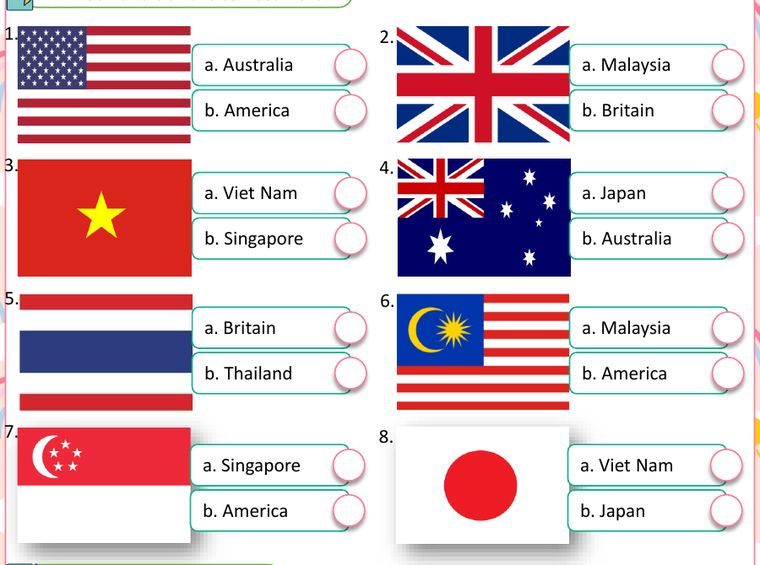 1.
a. Australia
b. America
2.
a. Malaysia
b. Britain
3.
a. Viet Nam
b. Singapore
4.
a. Japan
b. Australia
5.
a. Britain
b. Thailand
6.
a. Malaysia
b. America
7.
a. Singapore
b. America
8.
a. Viet Nam
b. Japan